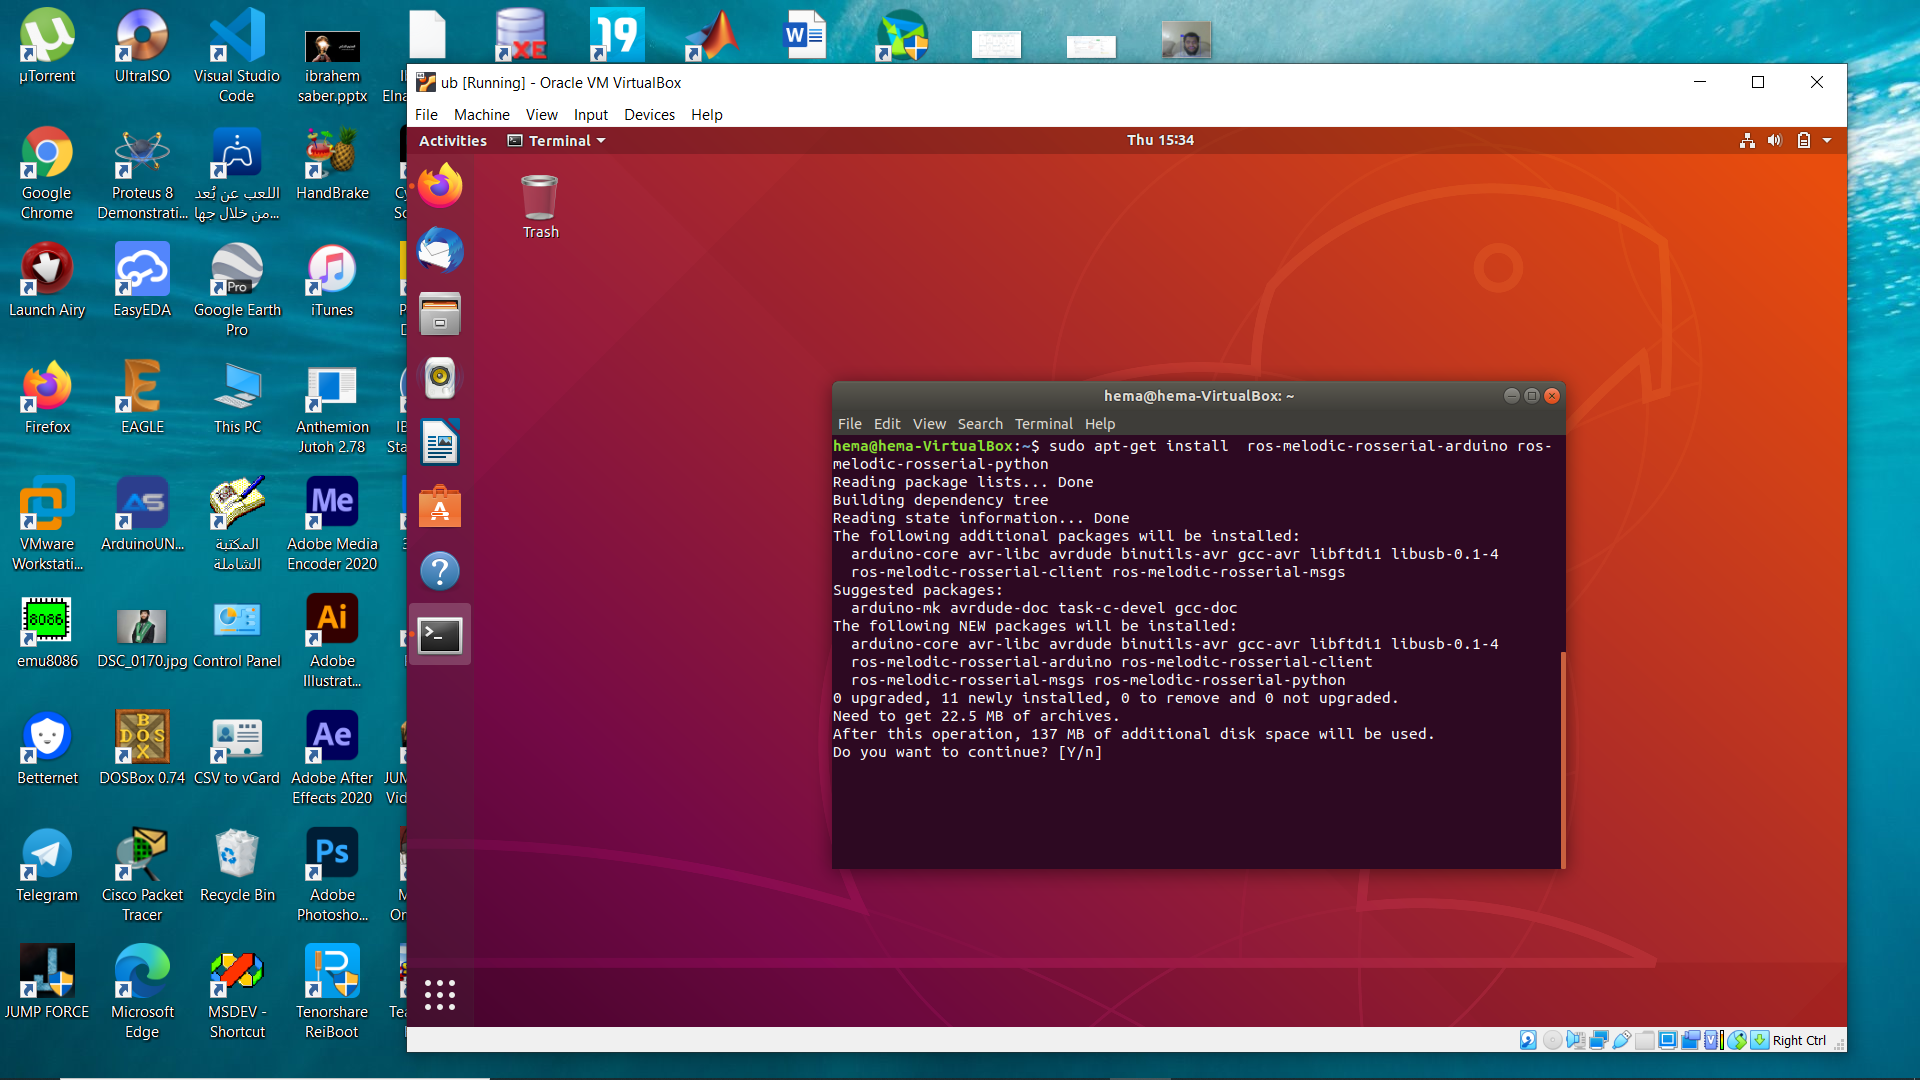 µTorrent
UltraISO
Visual Studio
Code
ibrahem
saber.pptx
Elna
19
XE
W
ub [Running] - Oracle VM VirtualBox
File Machine View Input Devices Help
Activities Terminal Thu 15:34
Trash
Google
Chrome
Proteus 8
Demonstrati...
اللعب عن بُعد
من خلال جها...
HandBrake
Launch Airy
EasyEDA
Pro
Google Earth
Pro
iTunes
Firefox
EAGLE
This PC
Anthemion
Jutoh 2.78
VMware
Workstati...
AS
ArduinoUN...
المكتبة
الشاملة
Me
Adobe Media
Encoder 2020
8086
emu8086
DSC_0170.jpg
Control Panel
Ai
Adobe
Illustrat...
Betternet
DOSBox 0.74
CSV to vCard
Ae
Adobe After
Effects 2020
JUM
Vid
Telegram
Cisco Packet
Tracer
Recycle Bin
Ps
Adobe
Photosho...
JUMP FORCE
Microsoft
Edge
MSDEV -
Shortcut
Tenorshare
ReiBoot
hema@hema-VirtualBox: ~
File Edit View Search Terminal Help
hema@hema-VirtualBox:~$ sudo apt-get install  ros-melodic-rosserial-arduino ros-
melodic-rosserial-python
Reading package lists... Done
Building dependency tree
Reading state information... Done
The following additional packages will be installed:
  arduino-core avr-libc avrdude binutils-avr gcc-avr libftdi1 libusb-0.1-4
  ros-melodic-rosserial-client ros-melodic-rosserial-msgs
Suggested packages:
  arduino-mk avrdude-doc task-c-devel gcc-doc
The following NEW packages will be installed:
  arduino-core avr-libc avrdude binutils-avr gcc-avr libftdi1 libusb-0.1-4
  ros-melodic-rosserial-arduino ros-melodic-rosserial-client
  ros-melodic-rosserial-msgs ros-melodic-rosserial-python
0 upgraded, 11 newly installed, 0 to remove and 0 not upgraded.
Need to get 22.5 MB of archives.
After this operation, 137 MB of additional disk space will be used.
Do you want to continue? [Y/n]
Right Ctrl